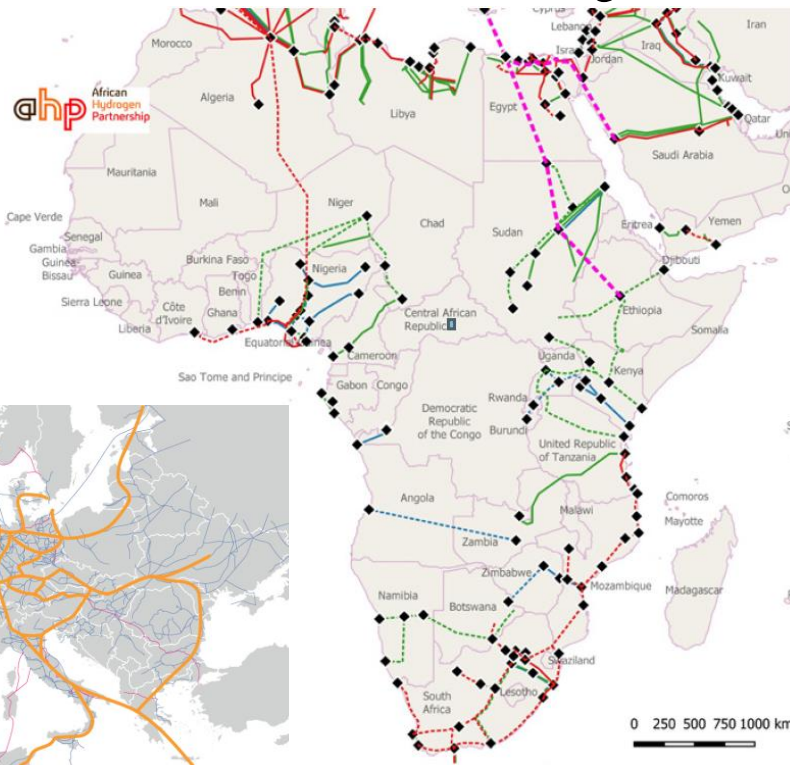 Cyprus
Lebanon
Iran
Iraq
Israel
Jordan
Morocco
Kuwait
Algeria
Libya
Egypt
Qatar
ahp African
Hydrogen
Partnership
Saudi Arabia
Mauritania
Mali
Niger
Chad
Sudan
Eritrea
Yemen
Cape Verde
Senegal
Gambia
Guinea-
Bissau
Guinea
Burkina Faso
Togo
Benin
Nigeria
Djibouti
Sierra Leone
Côte
d'Ivoire
Ghana
Liberia
Central African
Republic
Ethiopia
Somalia
Cameroon
Sao Tome and Principe
Gabon
Congo
Uganda
Kenya
Democratic
Republic
of the Congo
Rwanda
Burundi
United Republic
of Tanzania
Angola
Comoros
Malawi
Mayotte
Zambia
Zimbabwe
Mozambique
Madagascar
Namibia
Botswana
Swaziland
South
Africa
Lesotho
0 250 500 750 1000 km